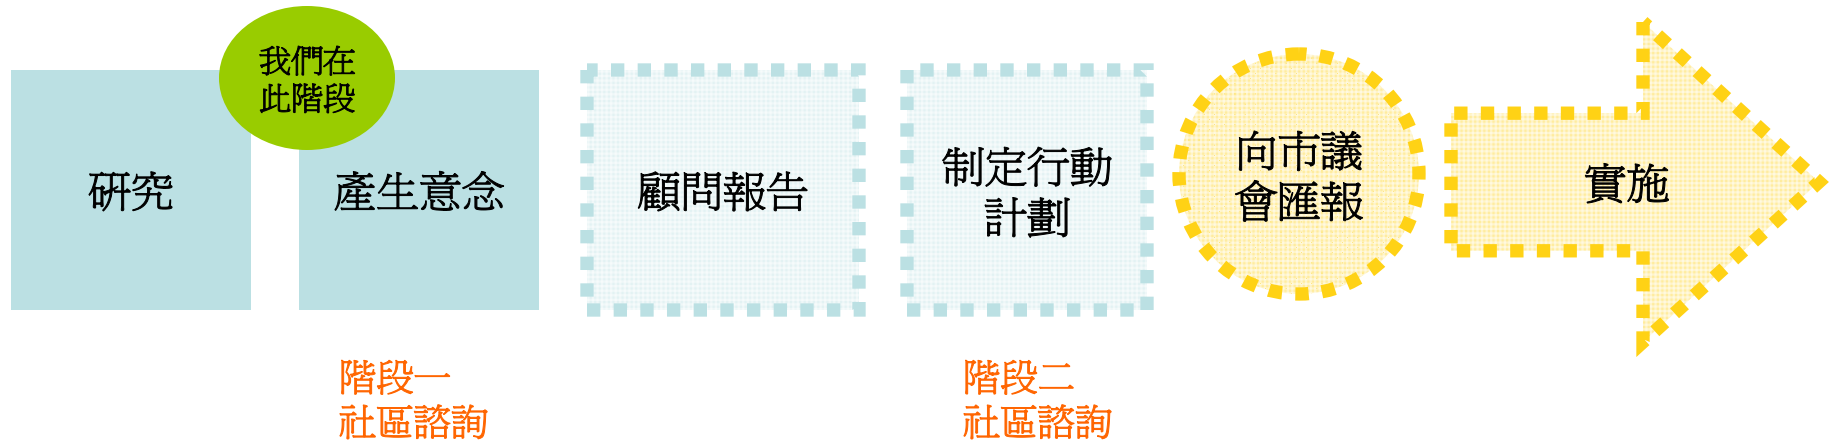 我們在
此階段
研究
產生意念
顧問報告
制定行動
計劃
向市議
會匯報
實施
階段一
社區諮詢
階段二
社區諮詢